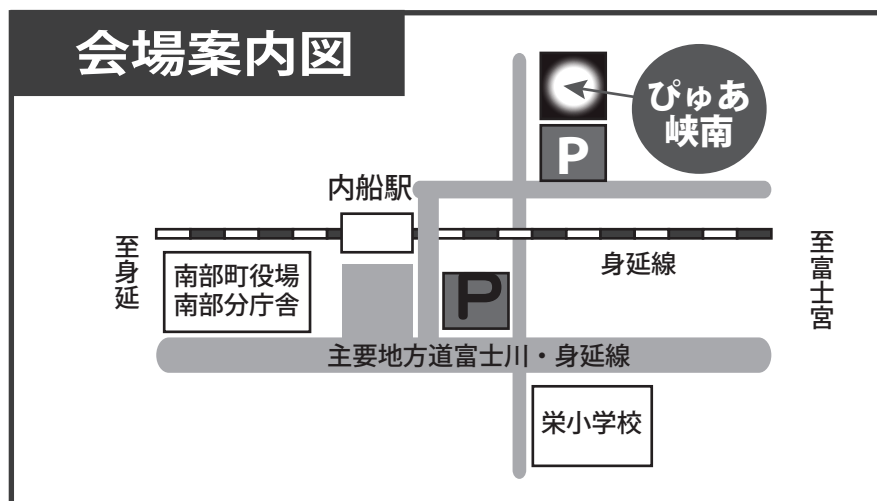 会場案内図
ぴゅあ
峡南
P
内船駅
至身延
身延線
至富士宮
南部町役場
南部分庁舎
P
主要地方道富士川・身延線
栄小学校